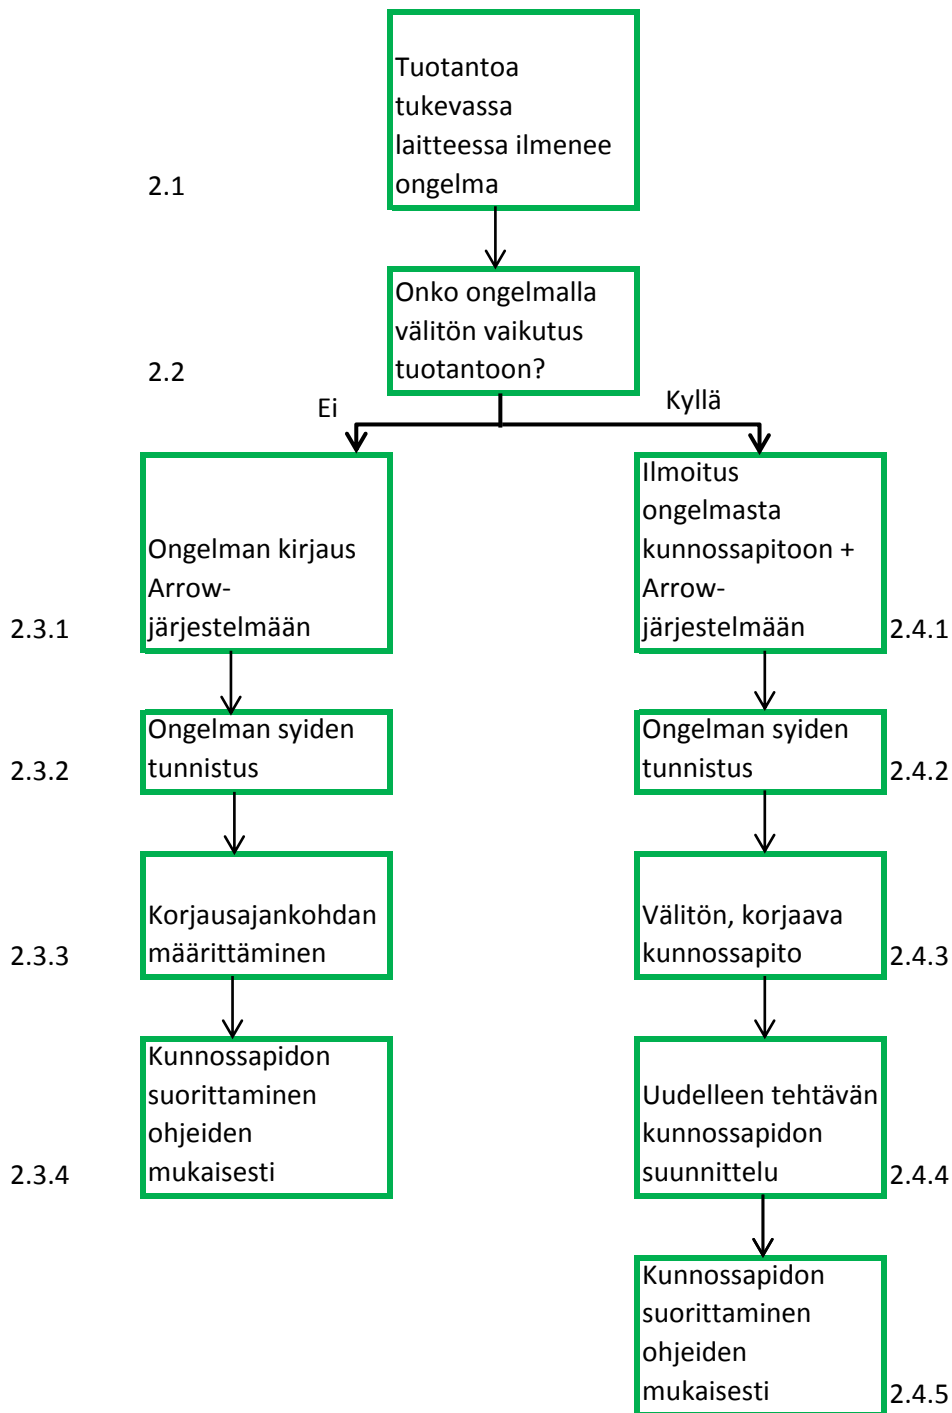 Tuotantoa
tukevassa
laitteessa ilmenee
ongelma
2.1
Onko ongelmalla
välitön vaikutus
tuotantoon?
2.2
Ei
Kyllä
Ongelman kirjaus
Arrow-
järjestelmään
2.3.1
Ilmoitus
ongelmasta
kunnossapitoon +
Arrow-
järjestelmään
2.4.1
Ongelman syiden
tunnistus
2.3.2
Ongelman syiden
tunnistus
2.4.2
Korjausajankohdan
määrittäminen
2.3.3
Välitön, korjaava
kunnossapito
2.4.3
Kunnossapidon
suorittaminen
ohjeiden
mukaisesti
2.3.4
Uudelleen tehtävän
kunnossapidon
suunnittelu
2.4.4
Kunnossapidon
suorittaminen
ohjeiden
mukaisesti
2.4.5